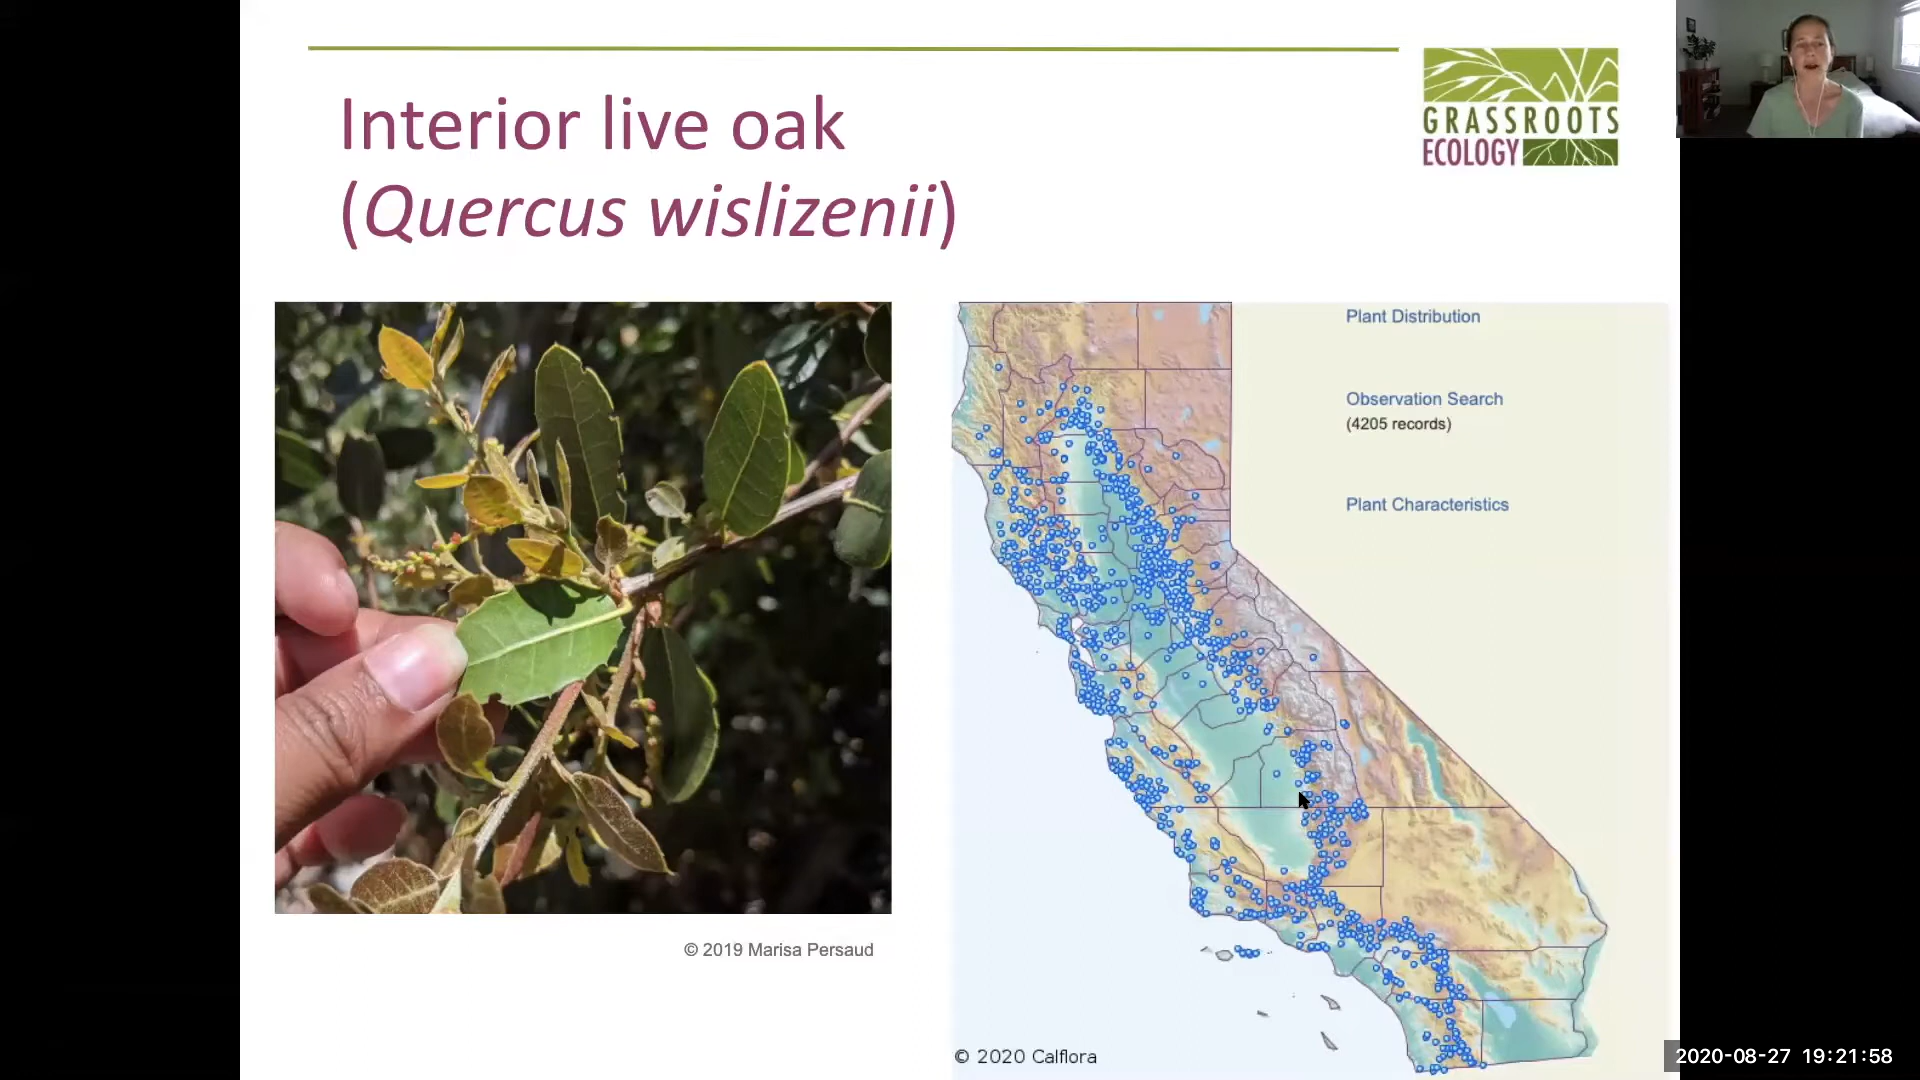 Interior live oak
(Quercus wislizenii)
GRASSROOTS
ECOLOGY
Plant Distribution
Observation Search
(4205 records)
Plant Characteristics
© 2019 Marisa Persaud
© 2020 Calflora
2020-08-27 19:21:58